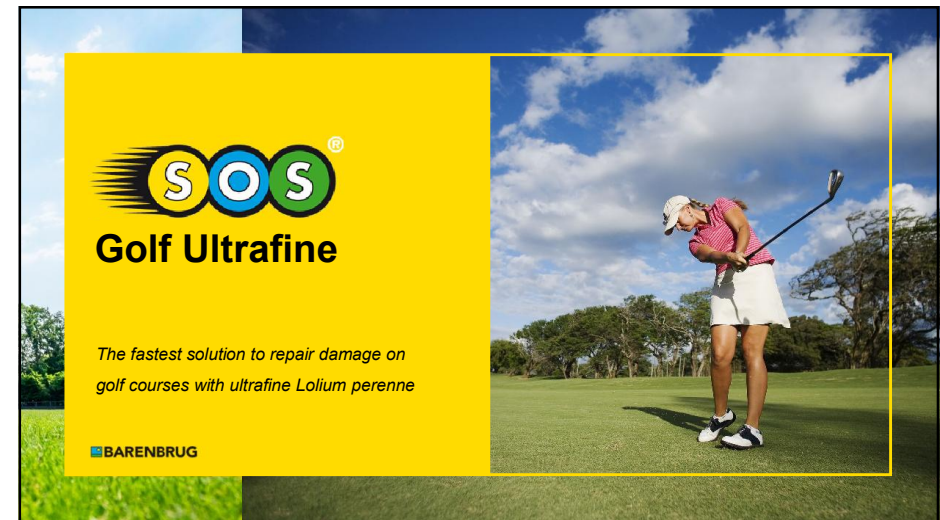 SOS®
Golf Ultrafine
The fastest solution to repair damage on
golf courses with ultrafine Lolium perenne
BARENBRUG